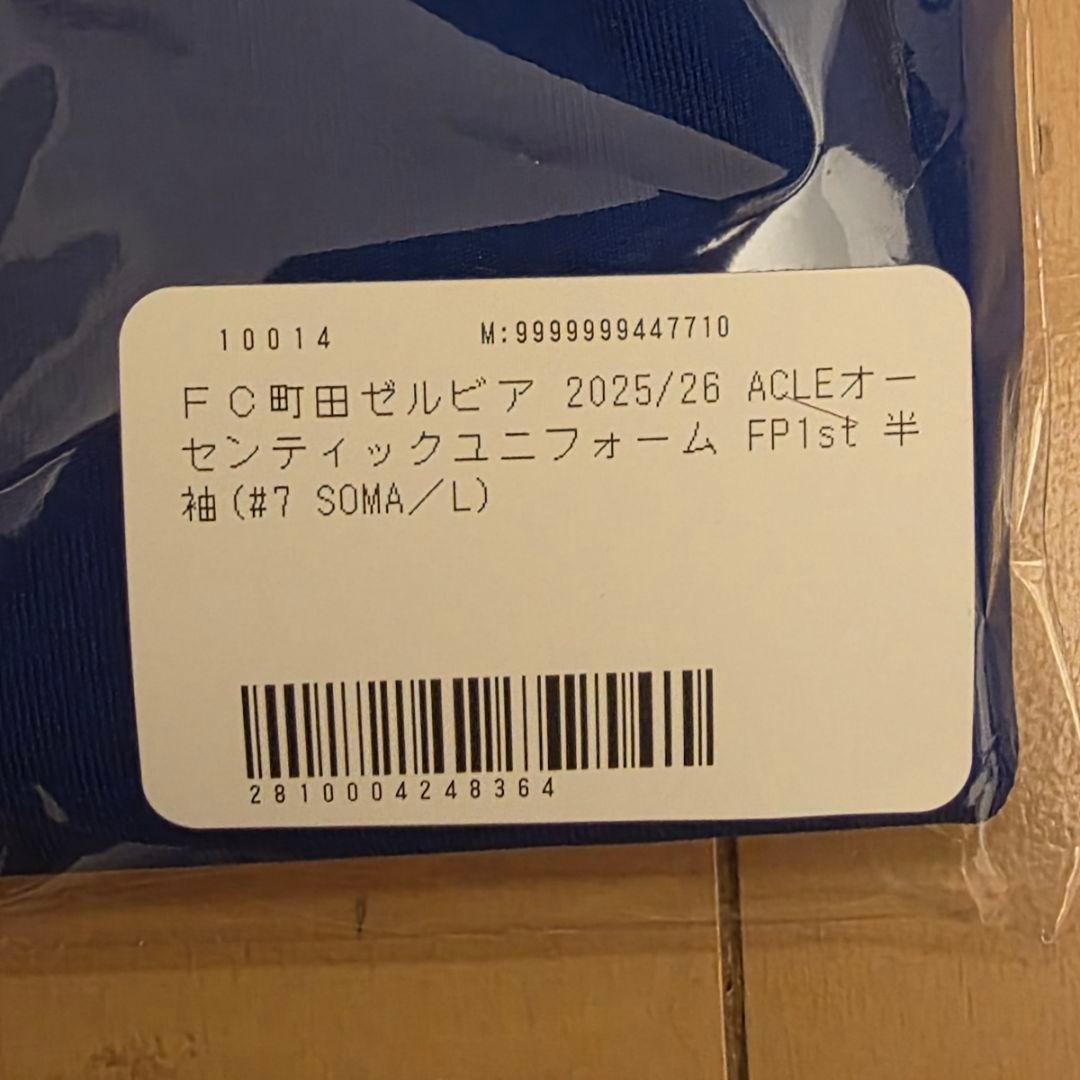 10014 M:9999999447710
ＦＣ町田ゼルビア 2025/26 ACLEオー
センティックユニフォーム FP1st 半
袖(#7 SOMA／L)
2810004248364